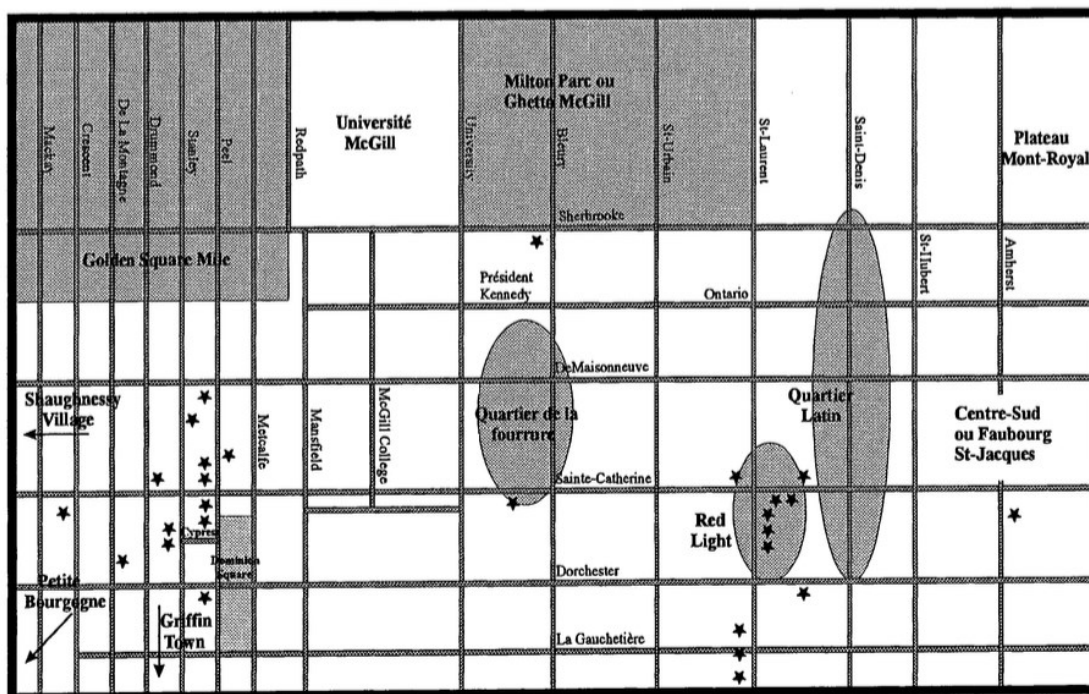 Mackay
Crescent
De La Montagne
Drummond
Stanley
Peel
Redpath
Université
McGill
University
Milton Parc ou
Ghetto McGill
Bleury
St-Urbain
St-Laurent
Saint-Denis
Plateau
Mont-Royal
Sherbrooke
Golden Square Mile
St-Hubert
Amherst
Président
Kennedy
Ontario
DeMaisonneuve
Shaughnessy
Village
Metcalfe
Mansfield
McGill College
Quartier de la
fourrure
Quartier
Latin
Centre-Sud
ou Faubourg
St-Jacques
Sainte-Catherine
Red
Light
Cypress
Dominion
Square
Dorchester
Petite
Bourgogne
Griffin
Town
La Gauchetière